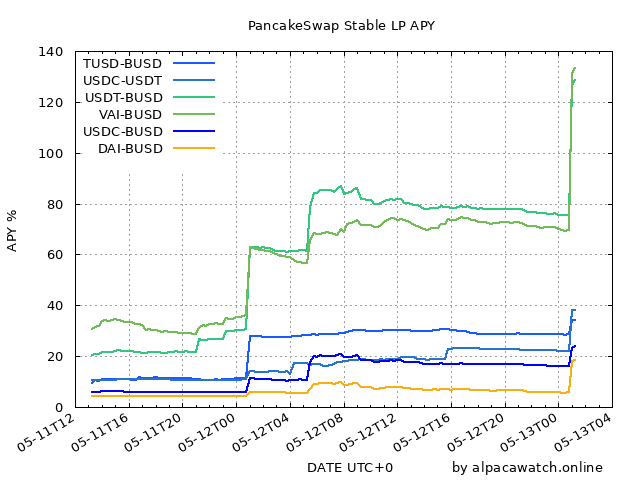 PancakeSwap Stable LP APY
140
120
100
80
60
40
20
0
APY %
TUSD-BUSD
USDC-USDT
USDT-BUSD
VAI-BUSD
USDC-BUSD
DAI-BUSD
05-11T12
05-11T16
05-11T20
05-12T00
05-12T04
05-12T08
05-12T12
05-12T16
05-12T20
05-13T00
05-13T04
DATE UTC+0
by alpacawatch.online